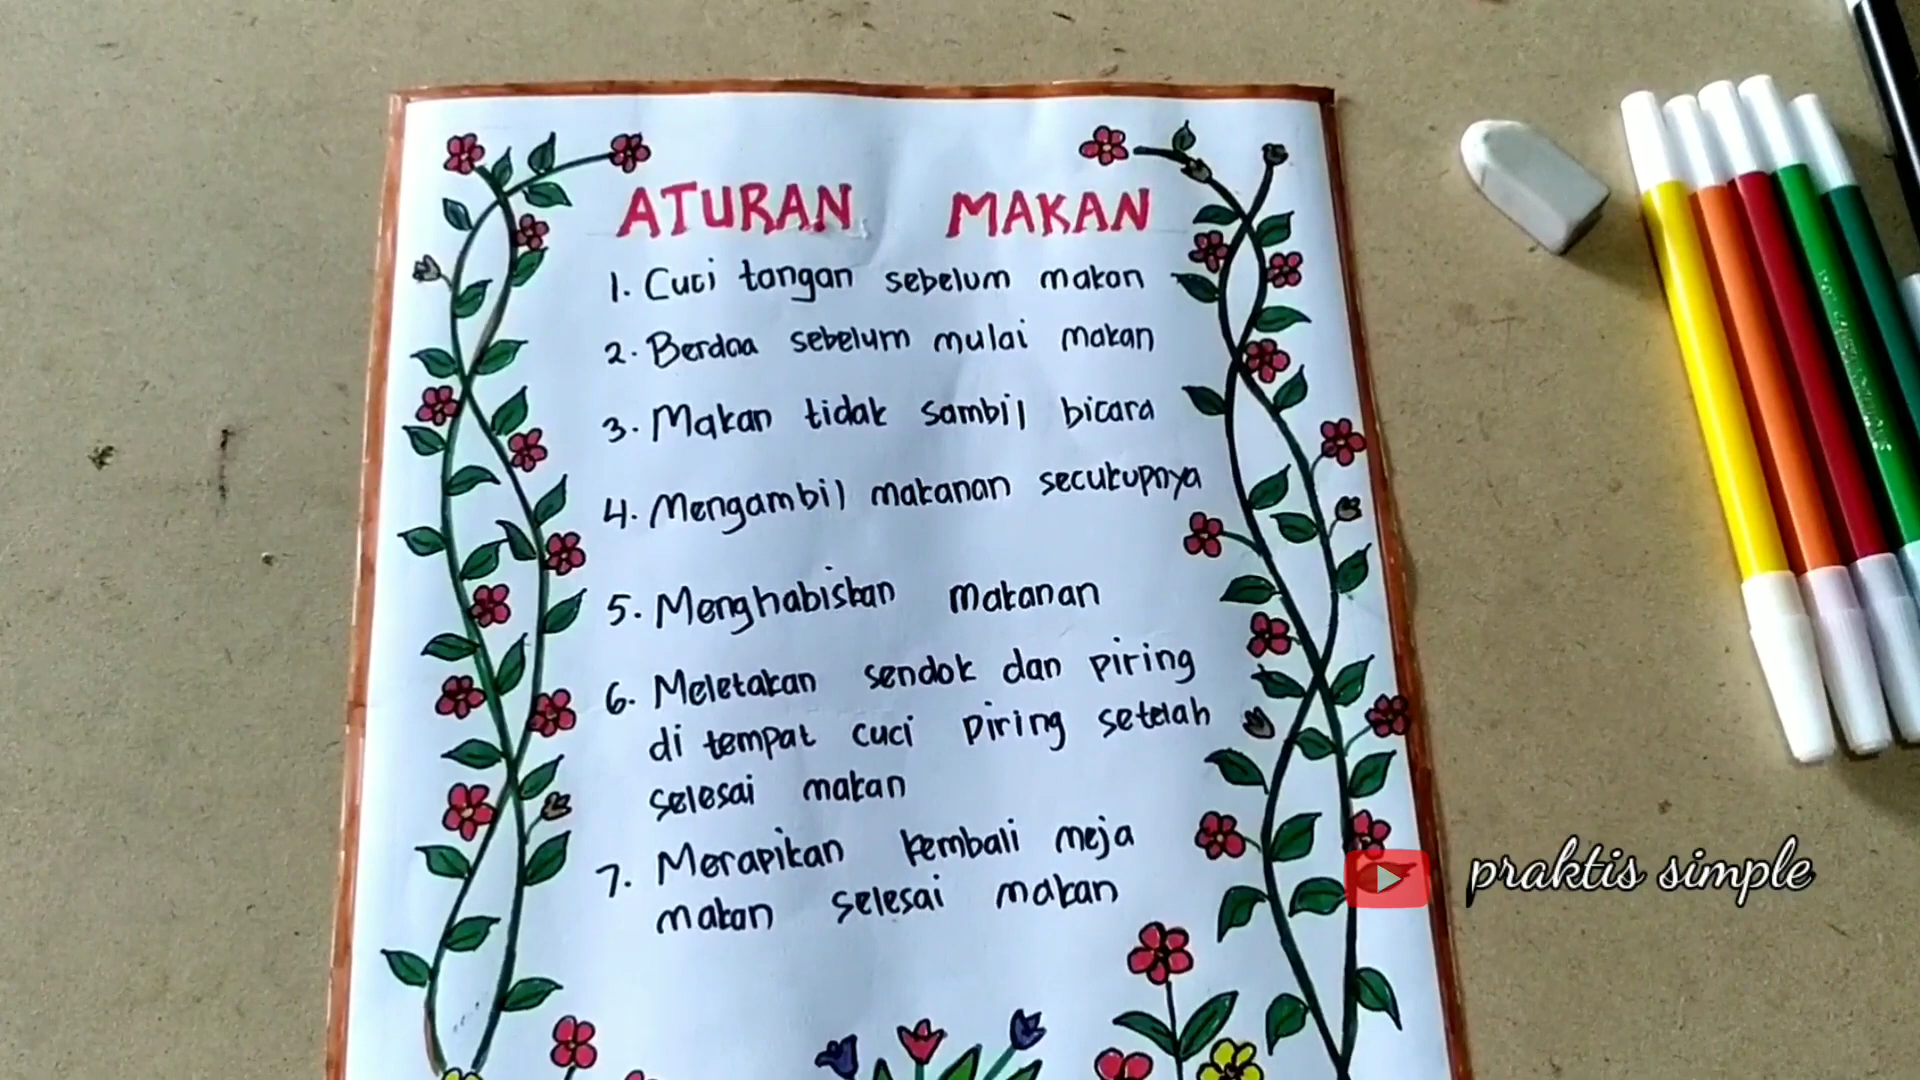 ATURAN MAKAN
1. Cuci tangan sebelum makan
2. Berdoa sebelum mulai makan
3. Makan tidak sambil bicara
4. Mengambil makanan secukupnya
5. Menghabiskan makanan
6. Meletakan sendok dan piring
di tempat cuci piring setelah
selesai makan
7. Merapikan kembali meja
makan selesai makan
praktis simple